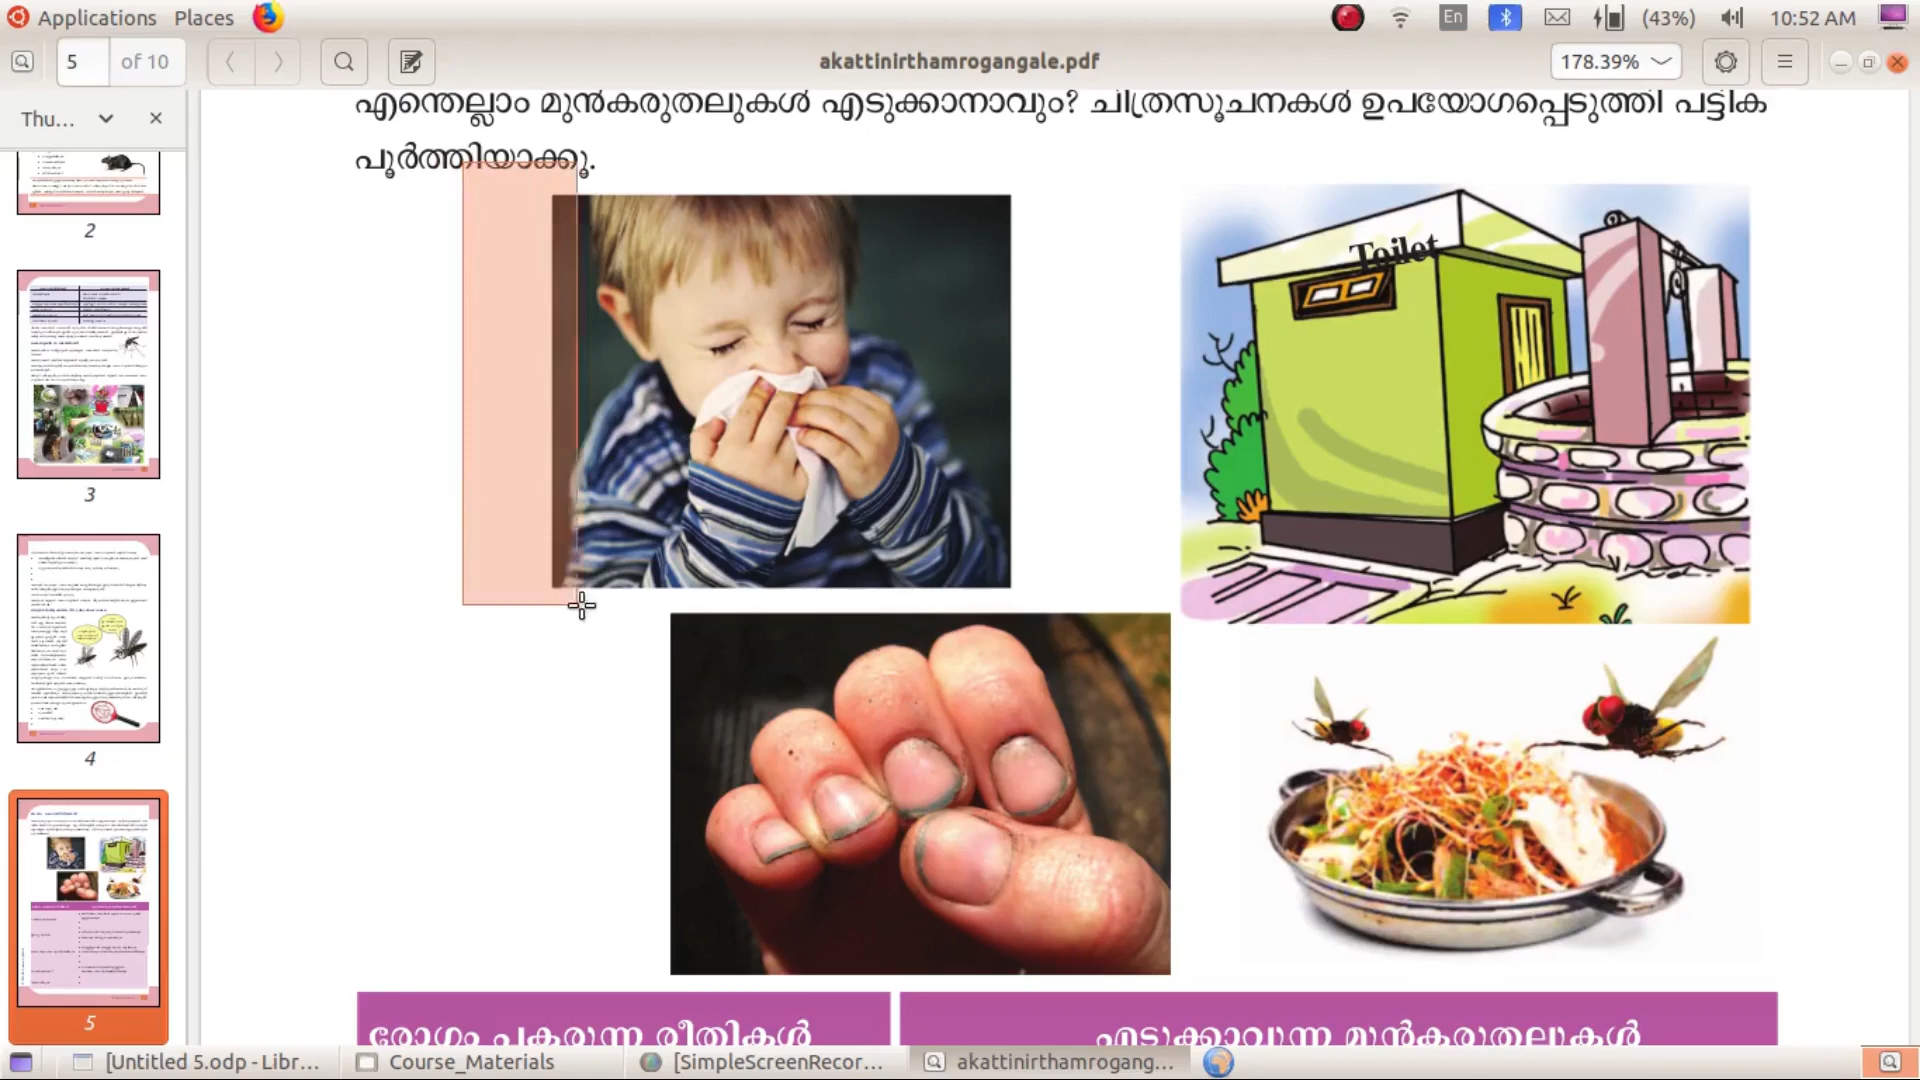 Applications Places En (43%) 10:52 AM
5 of 10 akattinirthamrogangale.pdf 178.39%
Thu...
എന്തെല്ലാം മുൻകരുതലുകൾ എടുക്കാനാവും? ചിത്രസൂചനകൾ ഉപയോഗപ്പെടുത്തി പട്ടിക
പൂർത്തിയാക്കൂ.
Toilet
2
3
4
5
രോഗം പകരുന്ന രീതികൾ എടുക്കാവുന്ന മുൻകരുതലുകൾ
[Untitled 5.odp - Libr... Course_Materials [SimpleScreenRecor... akattinirthamrogang...